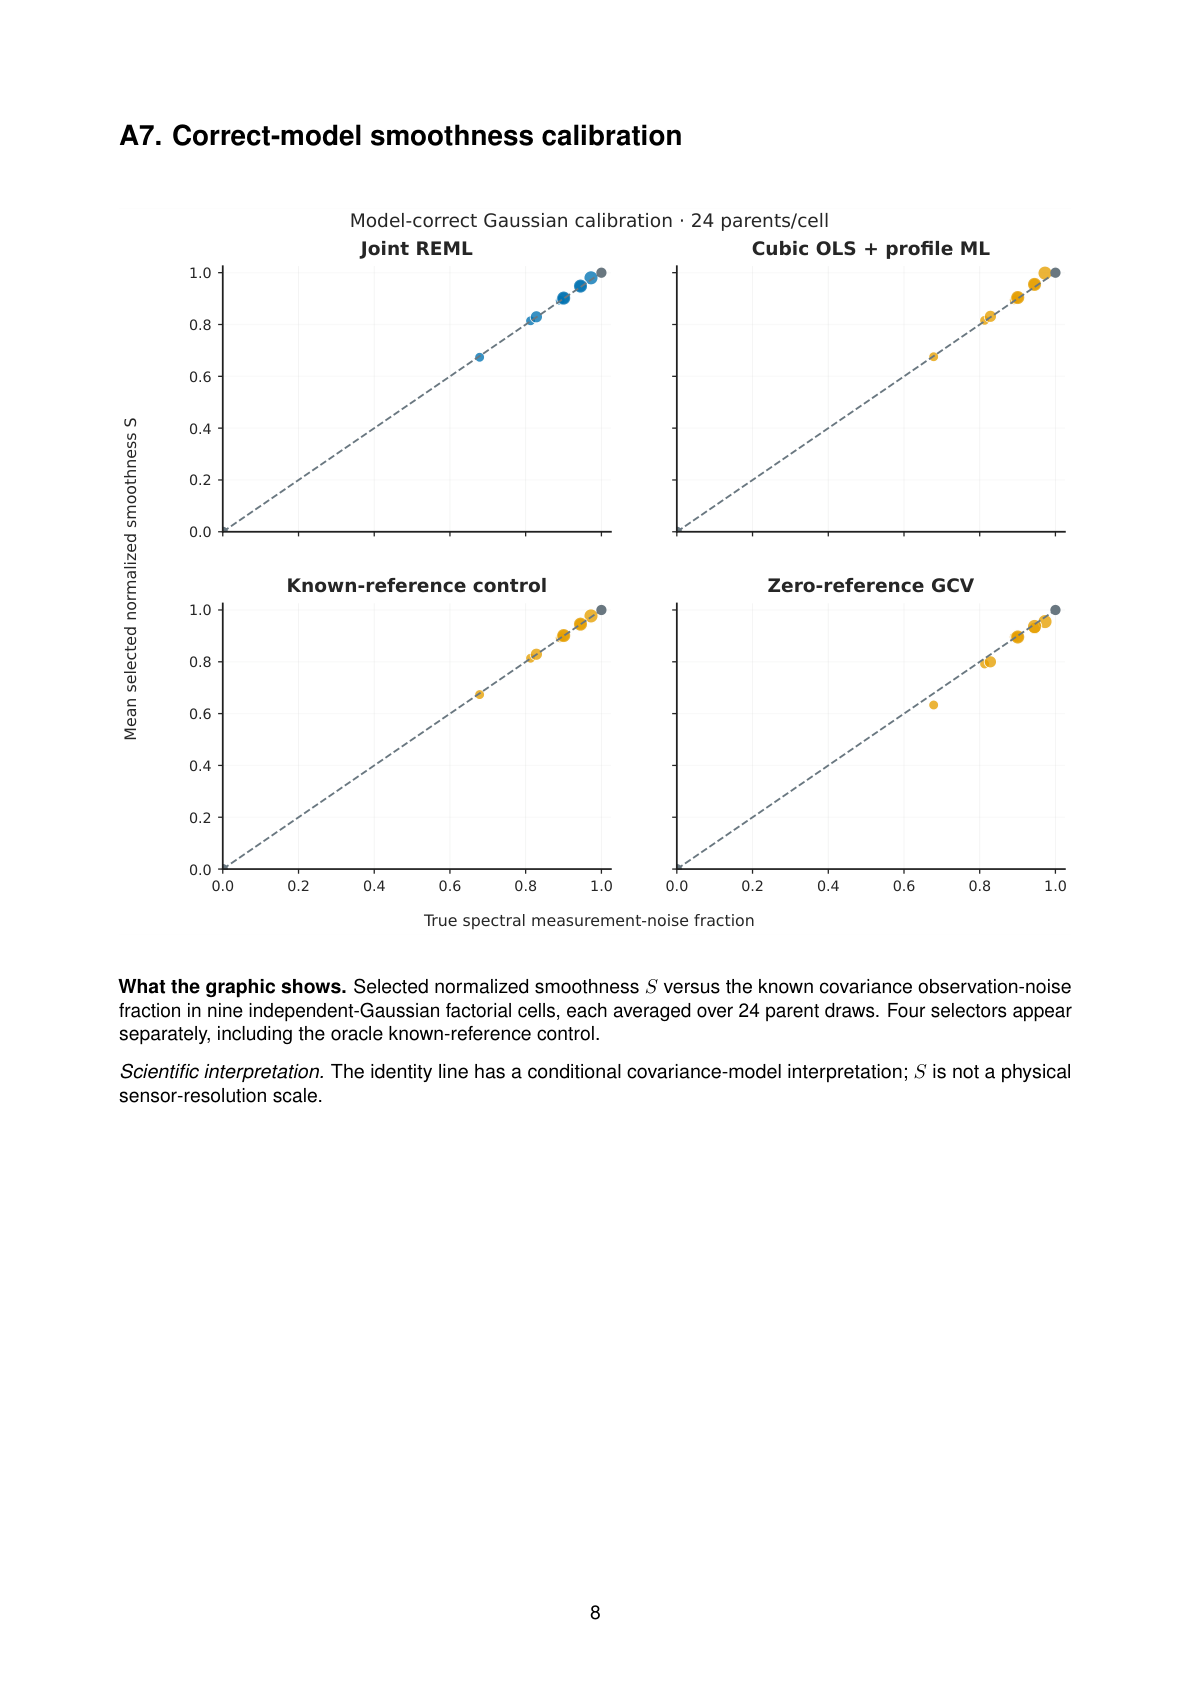 A7. Correct-model smoothness calibration
Model-correct Gaussian calibration · 24 parents/cell
Joint REML
Cubic OLS + profile ML
1.0
0.8
0.6
0.4
0.2
0.0
Mean selected normalized smoothness S
Known-reference control
Zero-reference GCV
1.0
0.8
0.6
0.4
0.2
0.0
0.0 0.2 0.4 0.6 0.8 1.0
0.0 0.2 0.4 0.6 0.8 1.0
True spectral measurement-noise fraction
What the graphic shows. Selected normalized smoothness S versus the known covariance observation-noise
fraction in nine independent-Gaussian factorial cells, each averaged over 24 parent draws. Four selectors appear
separately, including the oracle known-reference control.
Scientific interpretation. The identity line has a conditional covariance-model interpretation; S is not a physical
sensor-resolution scale.
8